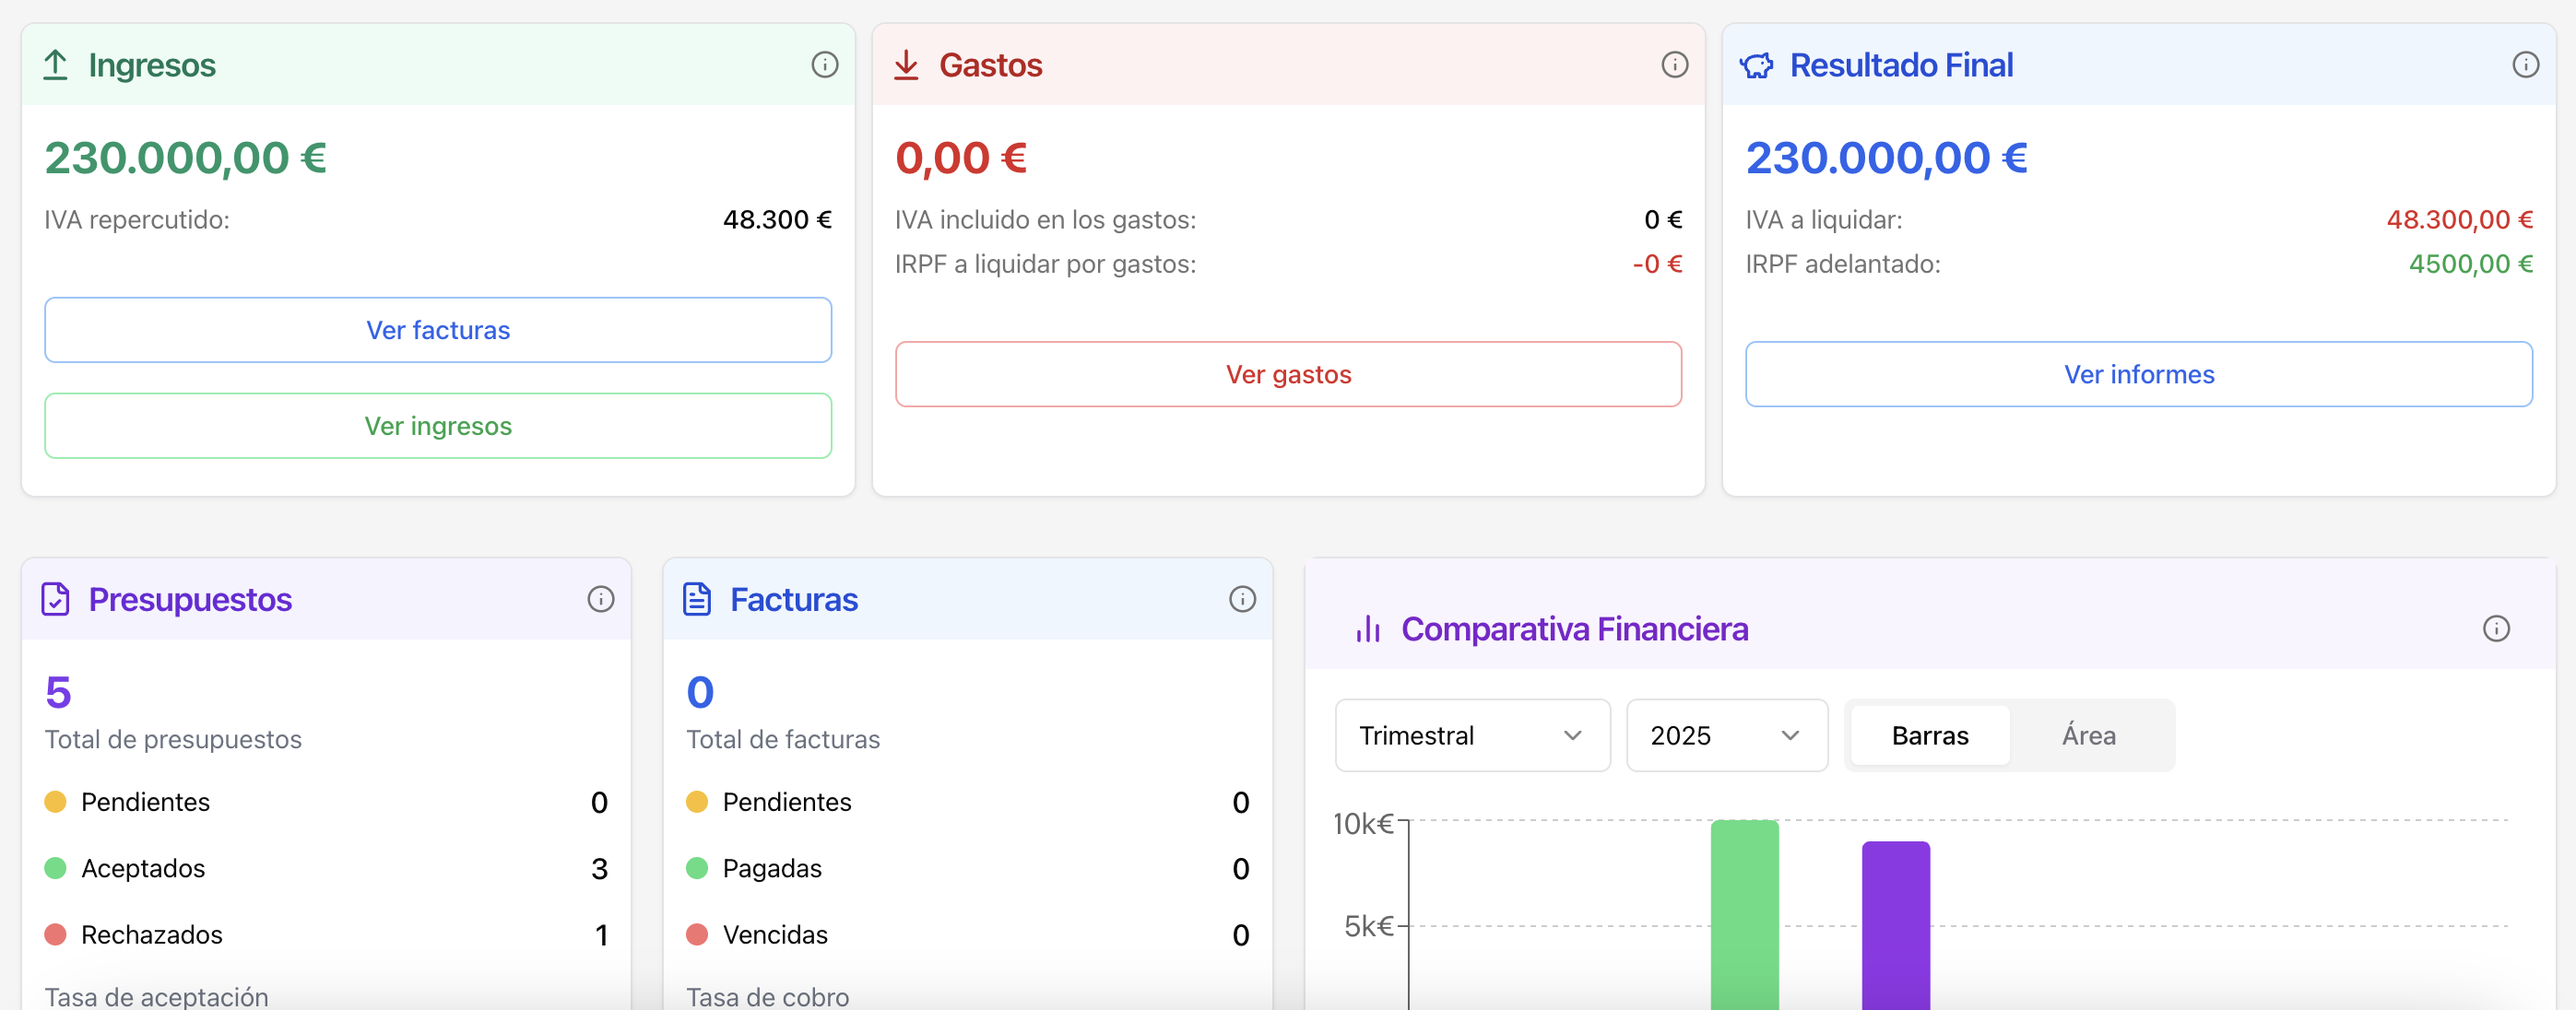 Ingresos
230.000,00 €
IVA repercutido: 48.300 €
Ver facturas
Ver ingresos
Gastos
0,00 €
IVA incluido en los gastos: 0 €
IRPF a liquidar por gastos: -0 €
Ver gastos
Resultado Final
230.000,00 €
IVA a liquidar: 48.300,00 €
IRPF adelantado: 4500,00 €
Ver informes
Presupuestos
5
Total de presupuestos
Pendientes 0
Aceptados 3
Rechazados 1
Tasa de aceptación
Facturas
0
Total de facturas
Pendientes 0
Pagadas 0
Vencidas 0
Tasa de cobro
Comparativa Financiera
Trimestral 2025 Barras Área
10k€
5k€